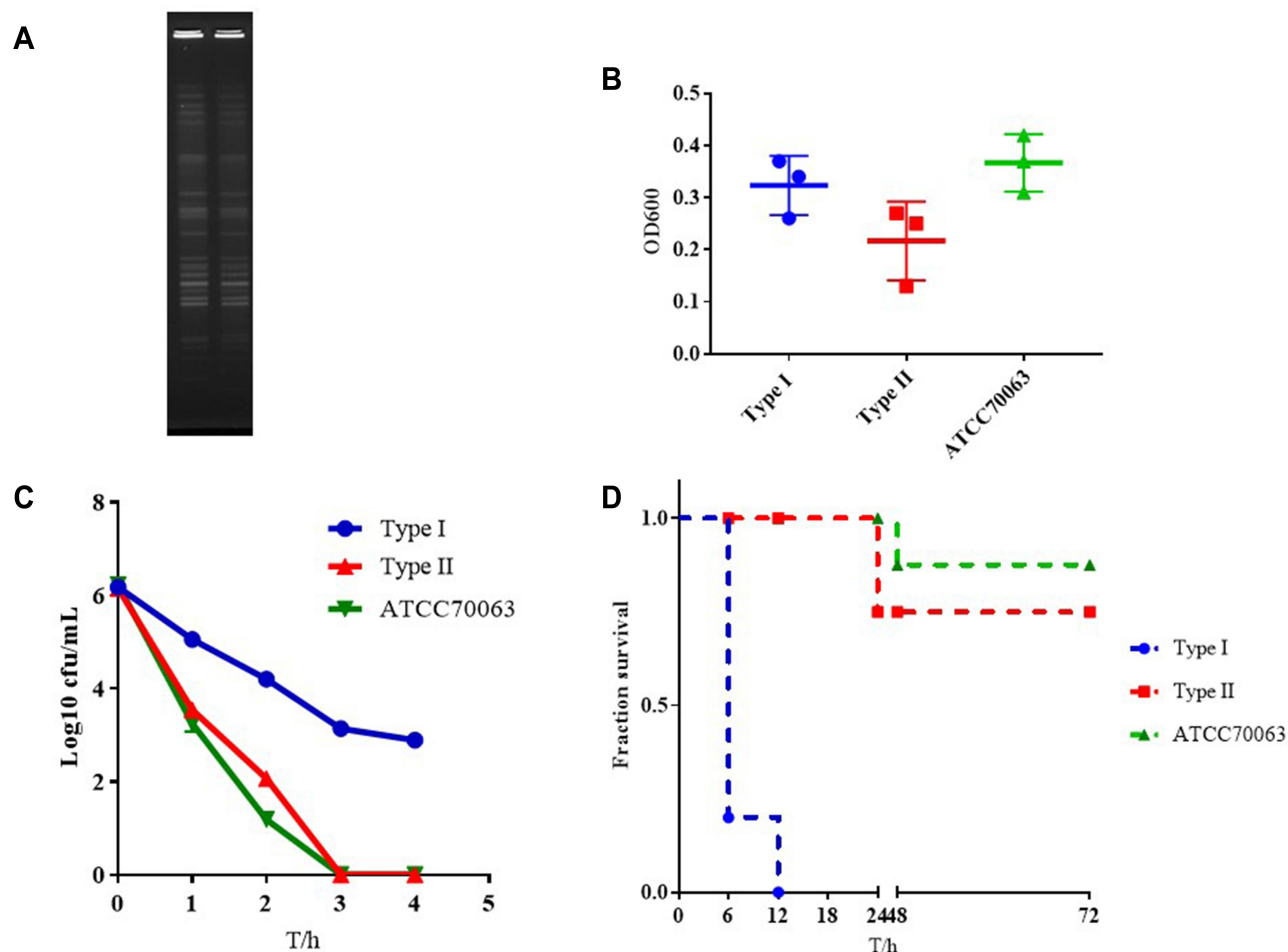 A
B
0.5
0.4
0.3
0.2
0.1
0.0
OD600
Type I
Type II
ATCC70063
C
8
6
4
2
0
Log10 cfu/mL
0 1 2 3 4 5
T/h
Type I
Type II
ATCC70063
D
1.0
0.5
0.0
Fraction survival
0 6 12 18 24 48 72
T/h
Type I
Type II
ATCC70063